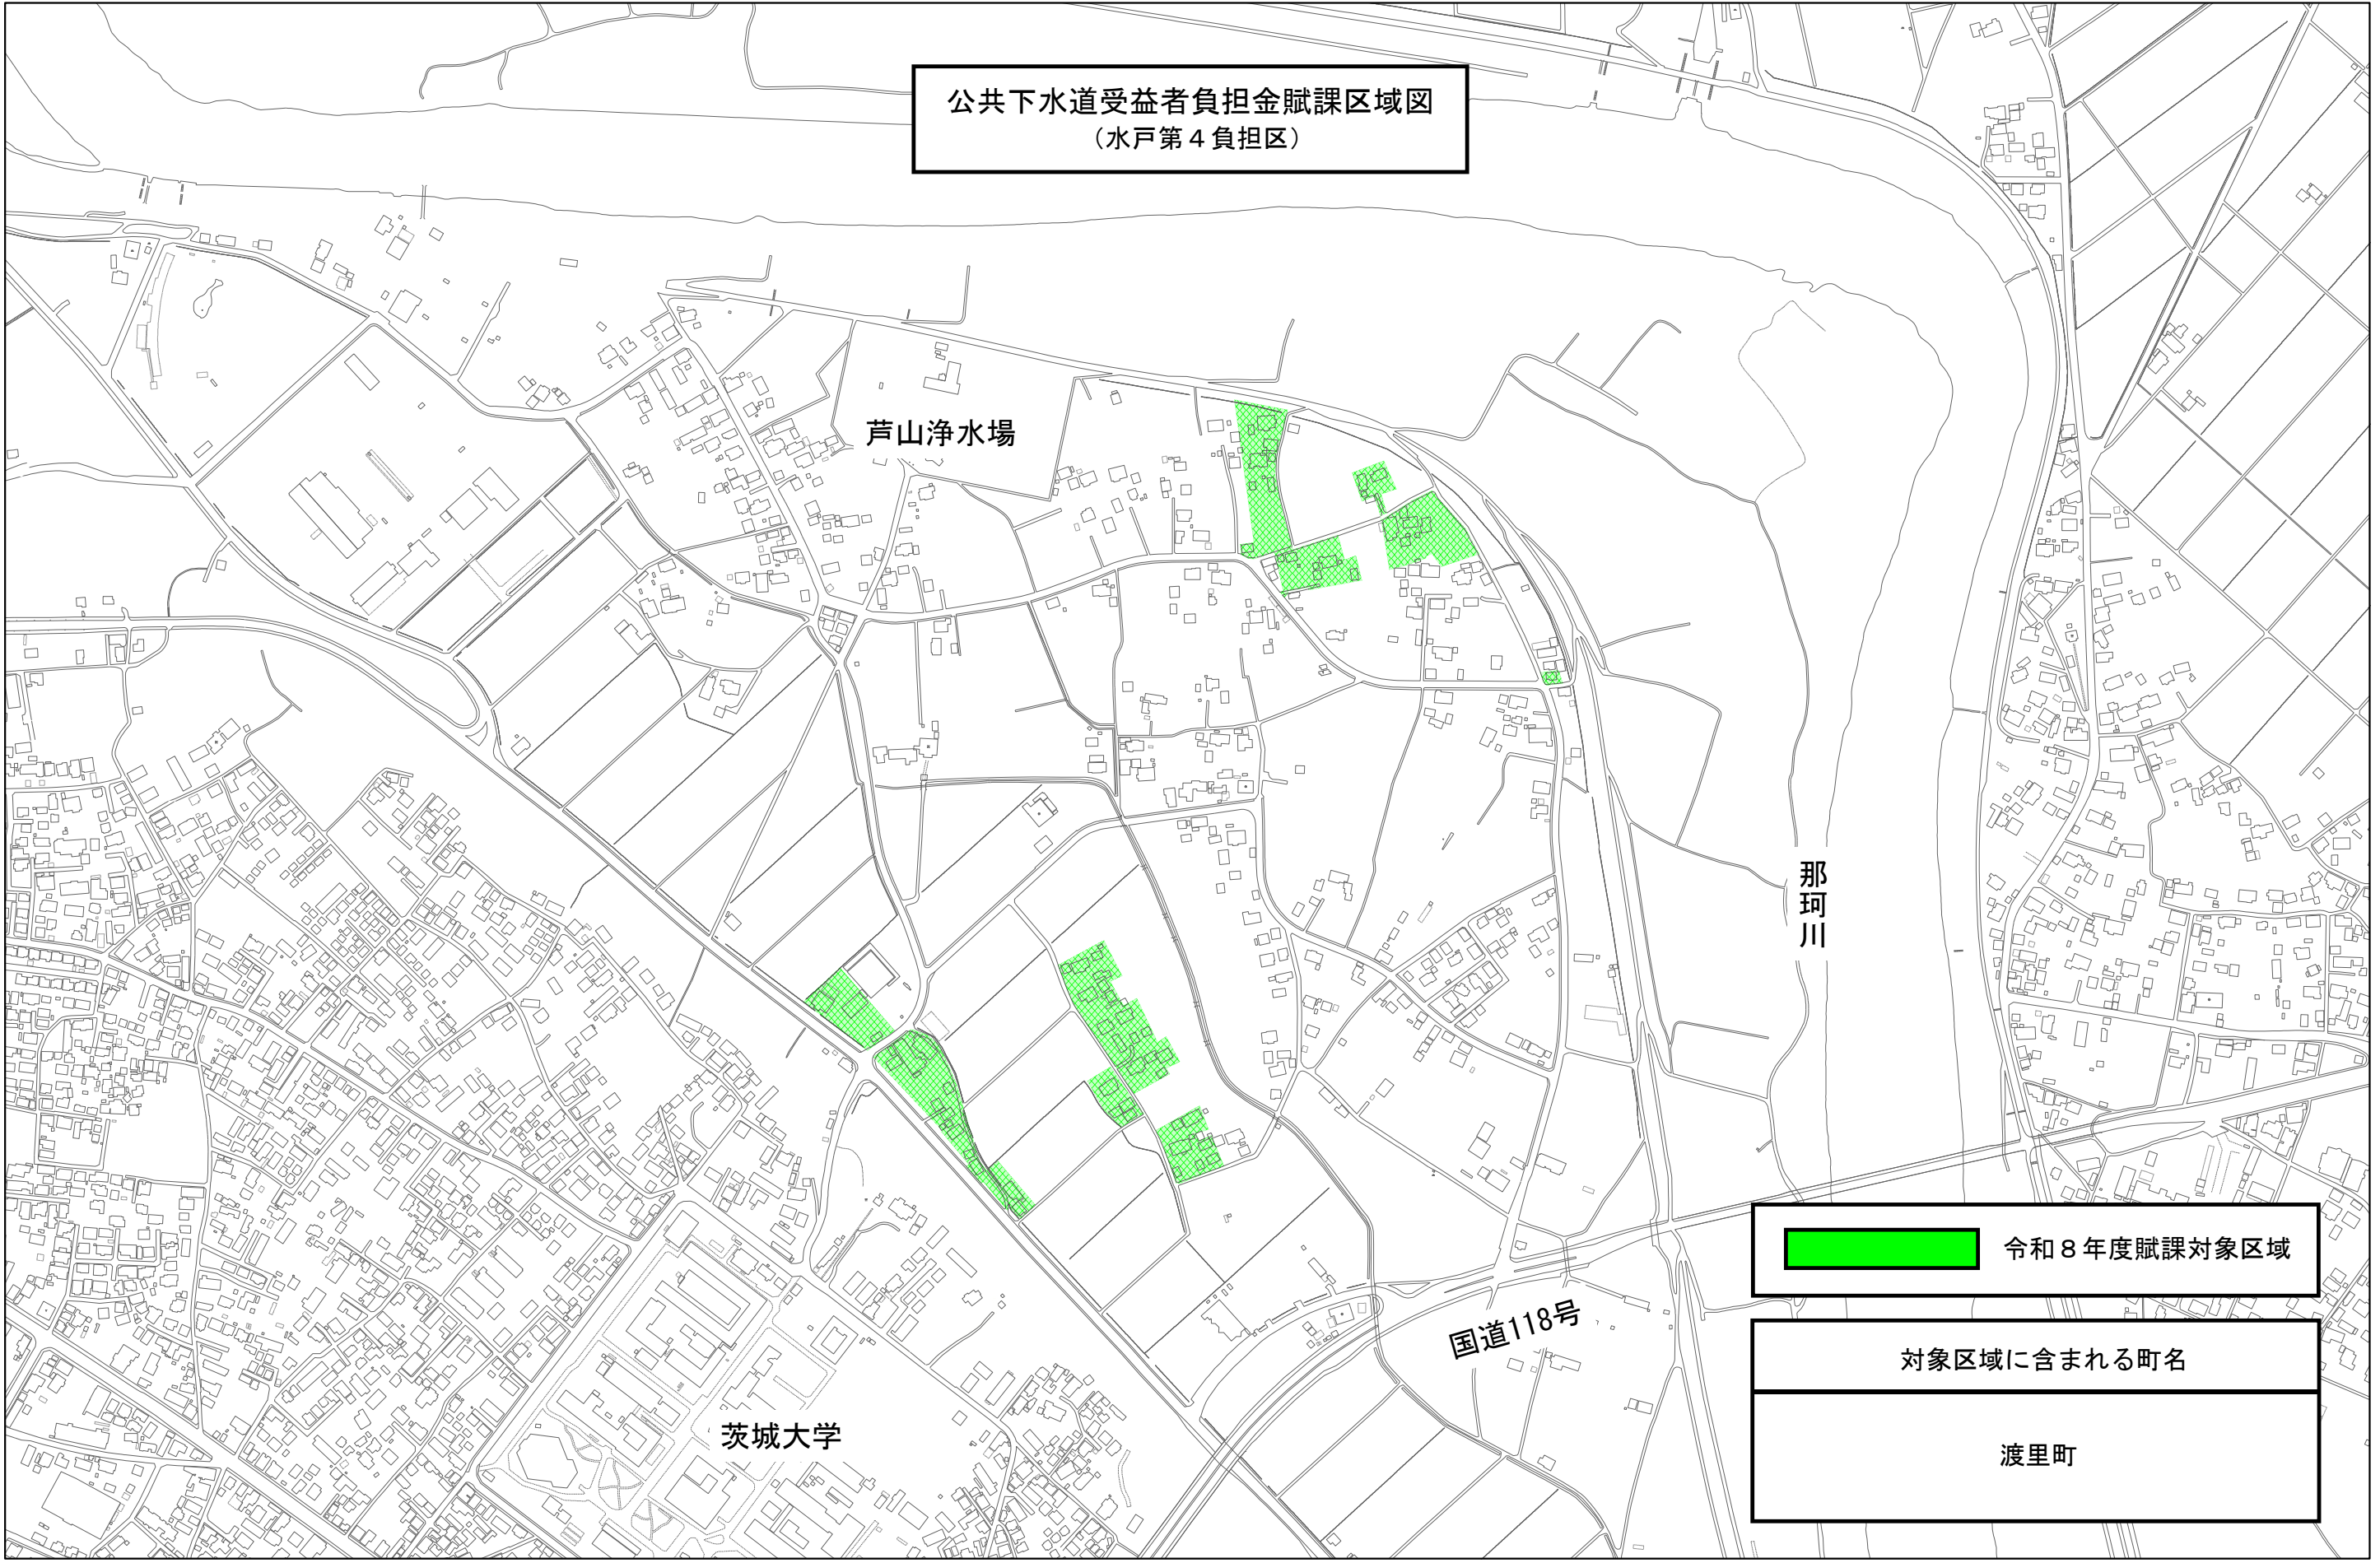 公共下水道受益者負担金賦課区域図
（水戸第４負担区）
芦山浄水場
那珂川
令和８年度賦課対象区域
国道118号
対象区域に含まれる町名
茨城大学
渡里町